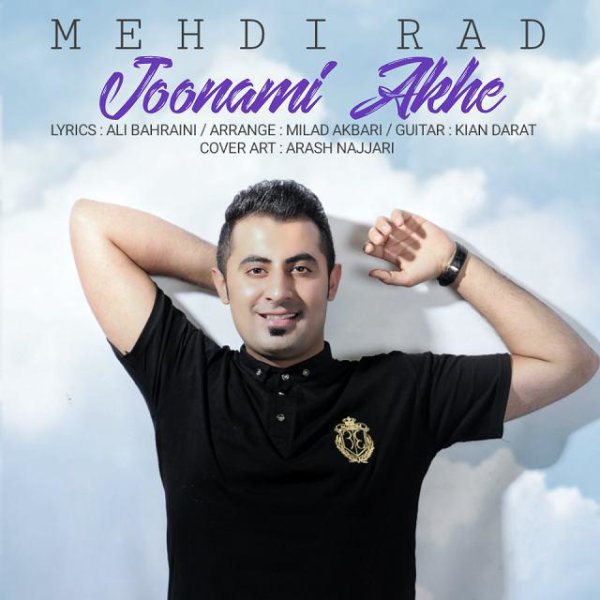 MEHDI RAD
Joonami Akhe
LYRICS : ALI BAHRAINI / ARRANGE : MILAD AKBARI / GUITAR : KIAN DARAT
COVER ART : ARASH NAJJARI